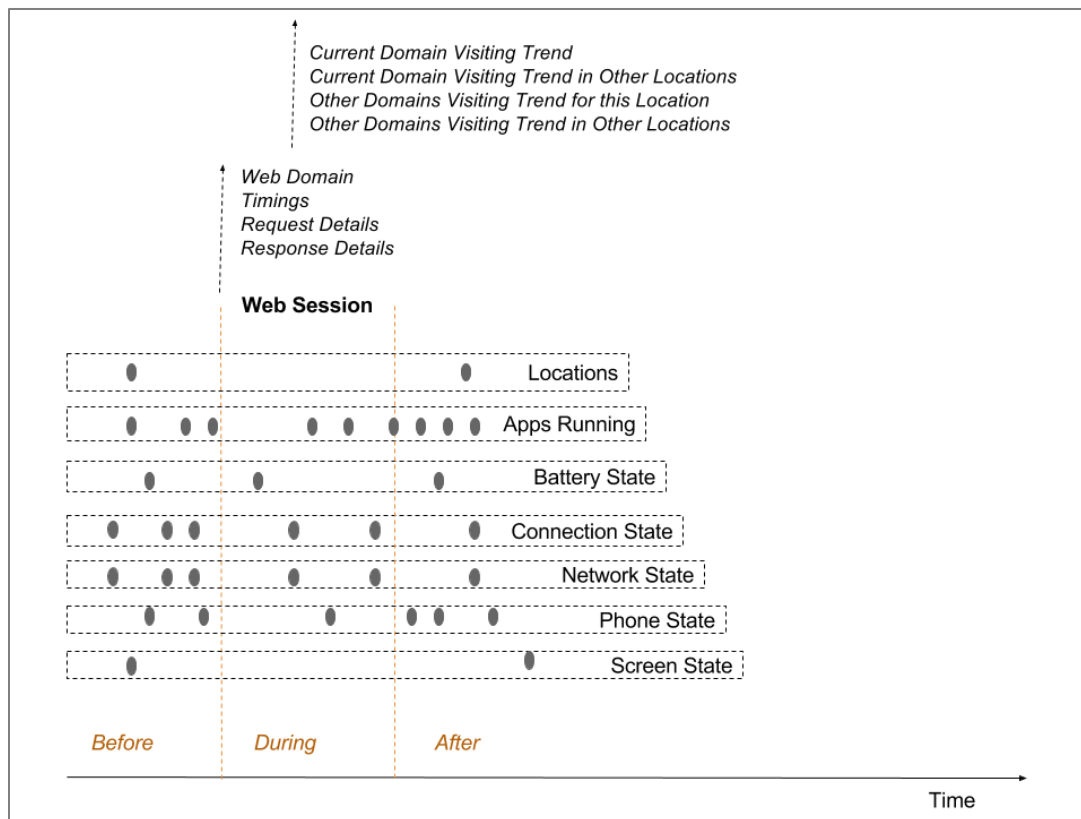 Current Domain Visiting Trend
Current Domain Visiting Trend in Other Locations
Other Domains Visiting Trend for this Location
Other Domains Visiting Trend in Other Locations
Web Domain
Timings
Request Details
Response Details
Web Session
Locations
Apps Running
Battery State
Connection State
Network State
Phone State
Screen State
Before During After
Time